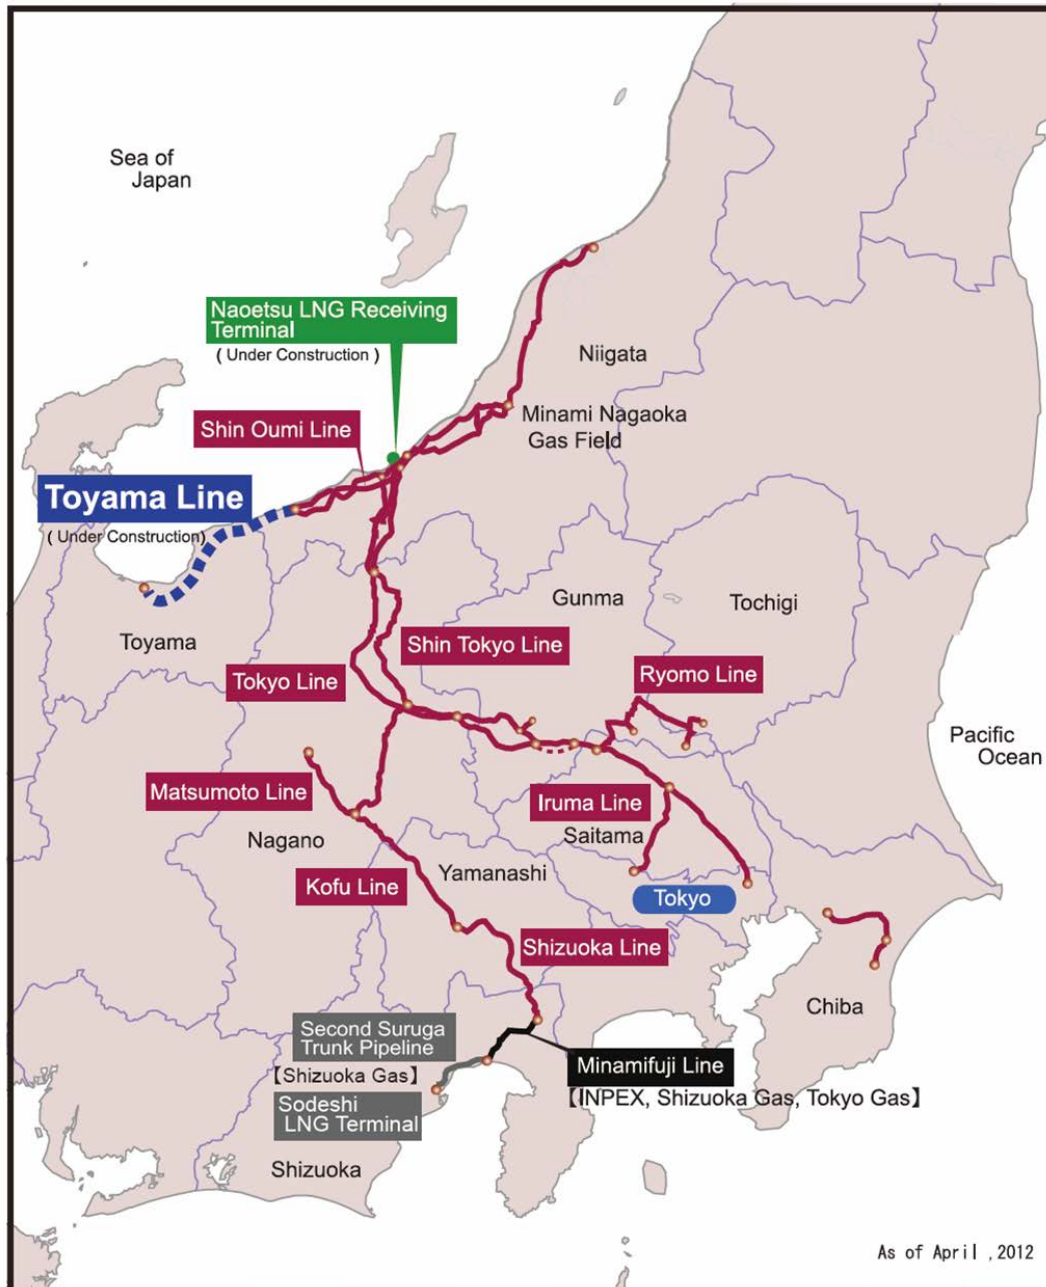 Sea of
Japan
Naoetsu LNG Receiving
Terminal
( Under Construction )
Niigata
Shin Oumi Line
Minami Nagaoka
Gas Field
Toyama Line
( Under Construction)
Gunma
Tochigi
Toyama
Shin Tokyo Line
Tokyo Line
Ryomo Line
Pacific
Ocean
Matsumoto Line
Iruma Line
Nagano
Saitama
Yamanashi
Kofu Line
Tokyo
Shizuoka Line
Chiba
Second Suruga
Trunk Pipeline
【Shizuoka Gas】
Minamifuji Line
【INPEX, Shizuoka Gas, Tokyo Gas】
Sodeshi
LNG Terminal
Shizuoka
As of April ,2012